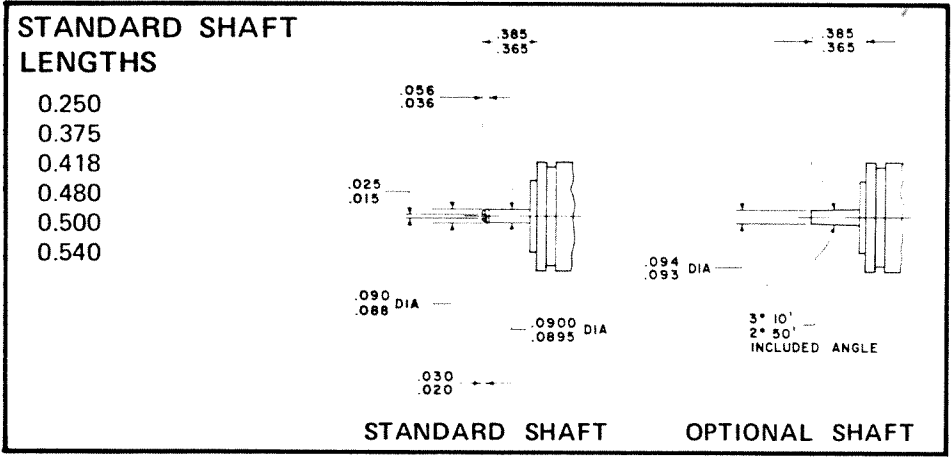 STANDARD SHAFT
LENGTHS
0.250
0.375
0.418
0.480
0.500
0.540
.385
.365
.056
.036
.025
.015
.090
.088 DIA
.0900
.0895 DIA
.030
.020
STANDARD SHAFT
.385
.365
.094
.093 DIA
3° 10'
2° 50'
INCLUDED ANGLE
OPTIONAL SHAFT